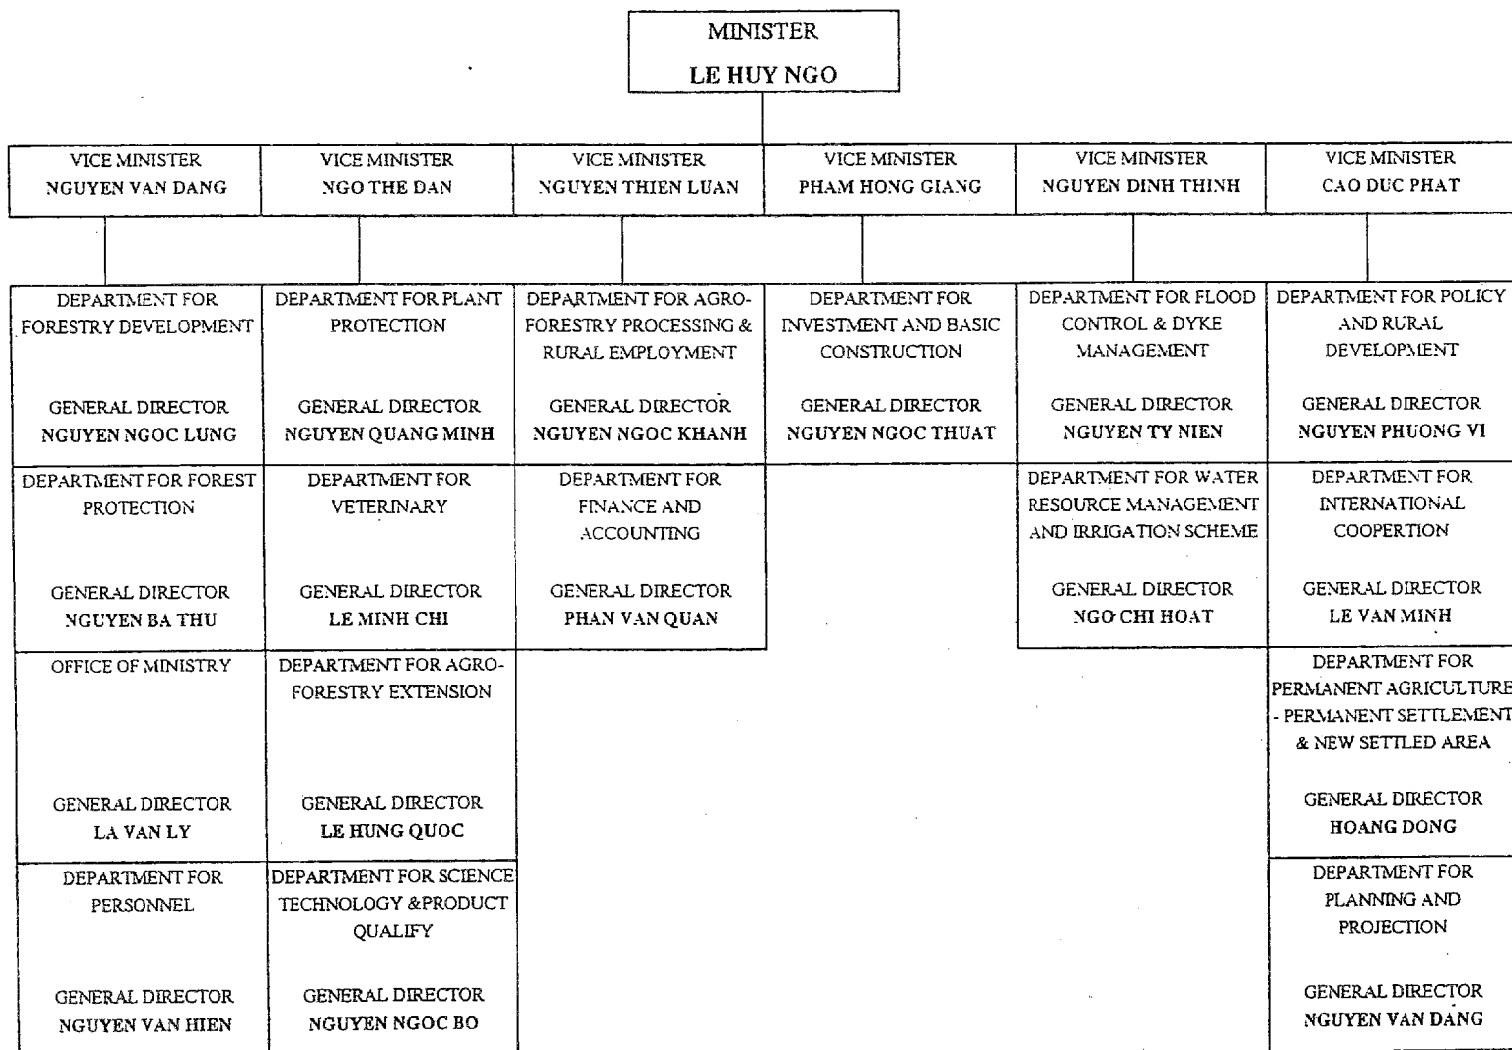 MINISTER
LE HUY NGO
VICE MINISTER
NGUYEN VAN DANG
VICE MINISTER
NGO THE DAN
VICE MINISTER
NGUYEN THIEN LUAN
VICE MINISTER
PHAM HONG GIANG
VICE MINISTER
NGUYEN DINH THINH
VICE MINISTER
CAO DUC PHAT
DEPARTMENT FOR
FORESTRY DEVELOPMENT
GENERAL DIRECTOR
NGUYEN NGOC LUNG
DEPARTMENT FOR PLANT
PROTECTION
GENERAL DIRECTOR
NGUYEN QUANG MINH
DEPARTMENT FOR AGRO-
FORESTRY PROCESSING &
RURAL EMPLOYMENT
GENERAL DIRECTOR
NGUYEN NGOC KHANH
DEPARTMENT FOR
INVESTMENT AND BASIC
CONSTRUCTION
GENERAL DIRECTOR
NGUYEN NGOC THUAT
DEPARTMENT FOR FLOOD
CONTROL & DYKE
MANAGEMENT
GENERAL DIRECTOR
NGUYEN TY NIEN
DEPARTMENT FOR POLICY
AND RURAL
DEVELOPMENT
GENERAL DIRECTOR
NGUYEN PHUONG VI
DEPARTMENT FOR FOREST
PROTECTION
GENERAL DIRECTOR
NGUYEN BA THU
DEPARTMENT FOR
VETERINARY
GENERAL DIRECTOR
LE MINH CHI
DEPARTMENT FOR
FINANCE AND
ACCOUNTING
GENERAL DIRECTOR
PHAN VAN QUAN
DEPARTMENT FOR WATER
RESOURCE MANAGEMENT
AND IRRIGATION SCHEME
GENERAL DIRECTOR
NGO CHI HOAT
DEPARTMENT FOR
INTERNATIONAL
COOPERTION
GENERAL DIRECTOR
LE VAN MINH
OFFICE OF MINISTRY
GENERAL DIRECTOR
LA VAN LY
DEPARTMENT FOR AGRO-
FORESTRY EXTENSION
GENERAL DIRECTOR
LE HUNG QUOC
DEPARTMENT FOR
PERMANENT AGRICULTURE
- PERMANENT SETTLEMENT
& NEW SETTLED AREA
GENERAL DIRECTOR
HOANG DONG
DEPARTMENT FOR
PERSONNEL
GENERAL DIRECTOR
NGUYEN VAN HIEN
DEPARTMENT FOR SCIENCE
TECHNOLOGY &PRODUCT
QUALIFY
GENERAL DIRECTOR
NGUYEN NGOC BO
DEPARTMENT FOR
PLANNING AND
PROJECTION
GENERAL DIRECTOR
NGUYEN VAN DANG